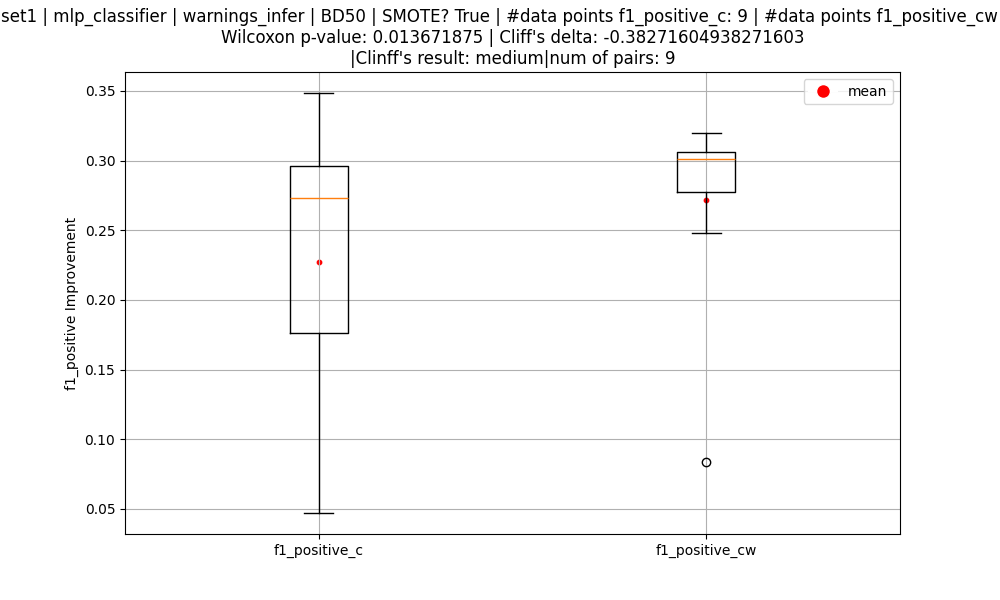 set1 | mlp_classifier | warnings_infer | BD50 | SMOTE? True | #data points f1_positive_c: 9 | #data points f1_positive_cw
Wilcoxon p-value: 0.013671875 | Cliff's delta: -0.38271604938271603
|Clinff's result: medium|num of pairs: 9
mean
0.35
0.30
0.25
0.20
0.15
0.10
0.05
f1_positive Improvement
f1_positive_c
f1_positive_cw